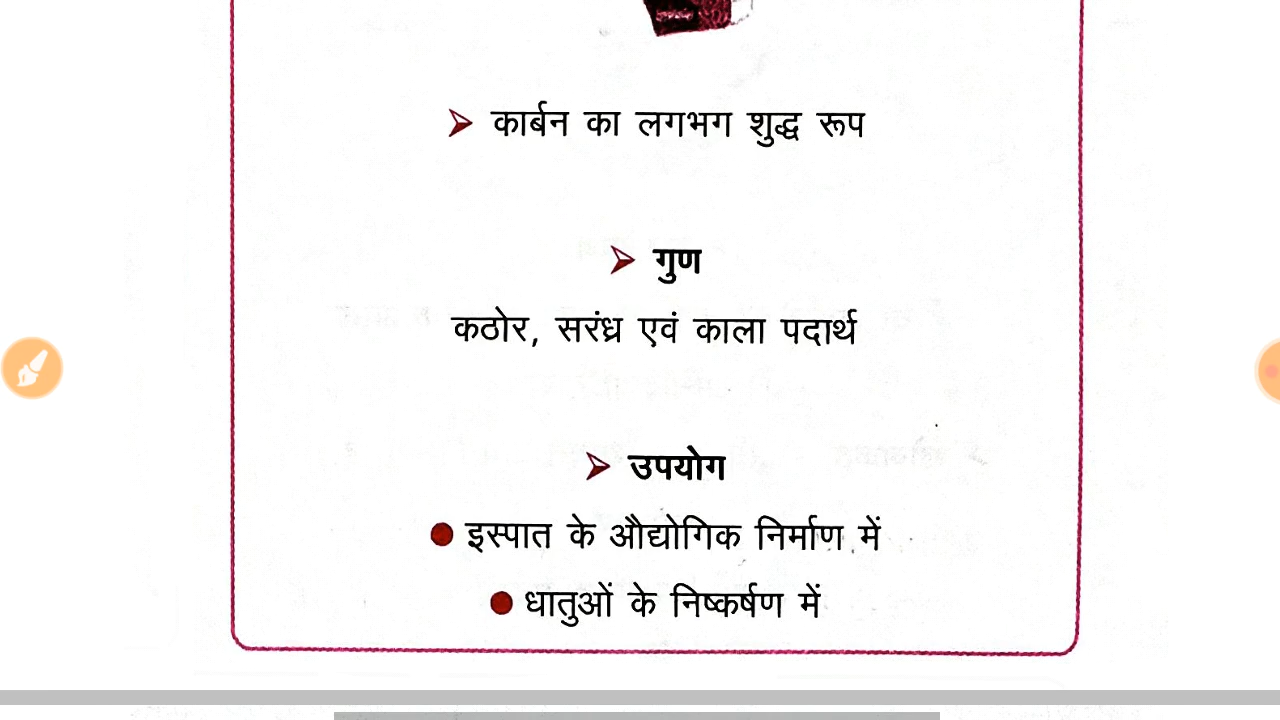 ➢ कार्बन का लगभग शुद्ध रूप
➢ गुण
कठोर, सरंध्र एवं काला पदार्थ
➢ उपयोग
● इस्पात के औद्योगिक निर्माण में
● धातुओं के निष्कर्षण में